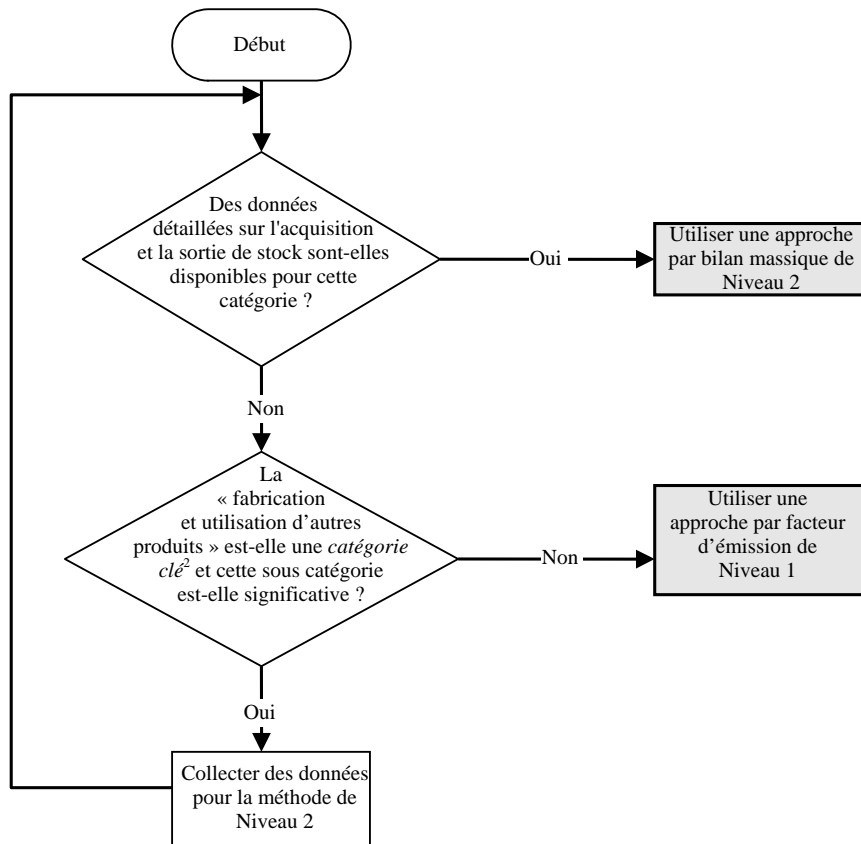 Début
Des données
détaillées sur l'acquisition
et la sortie de stock sont-elles
disponibles pour cette
catégorie ?
Oui
Utiliser une approche
par bilan massique de
Niveau 2
Non
La
« fabrication
et utilisation d’autres
produits » est-elle une catégorie
clé² et cette sous catégorie
est-elle significative ?
Non
Utiliser une
approche par facteur
d’émission de
Niveau 1
Oui
Collecter des données
pour la méthode de
Niveau 2